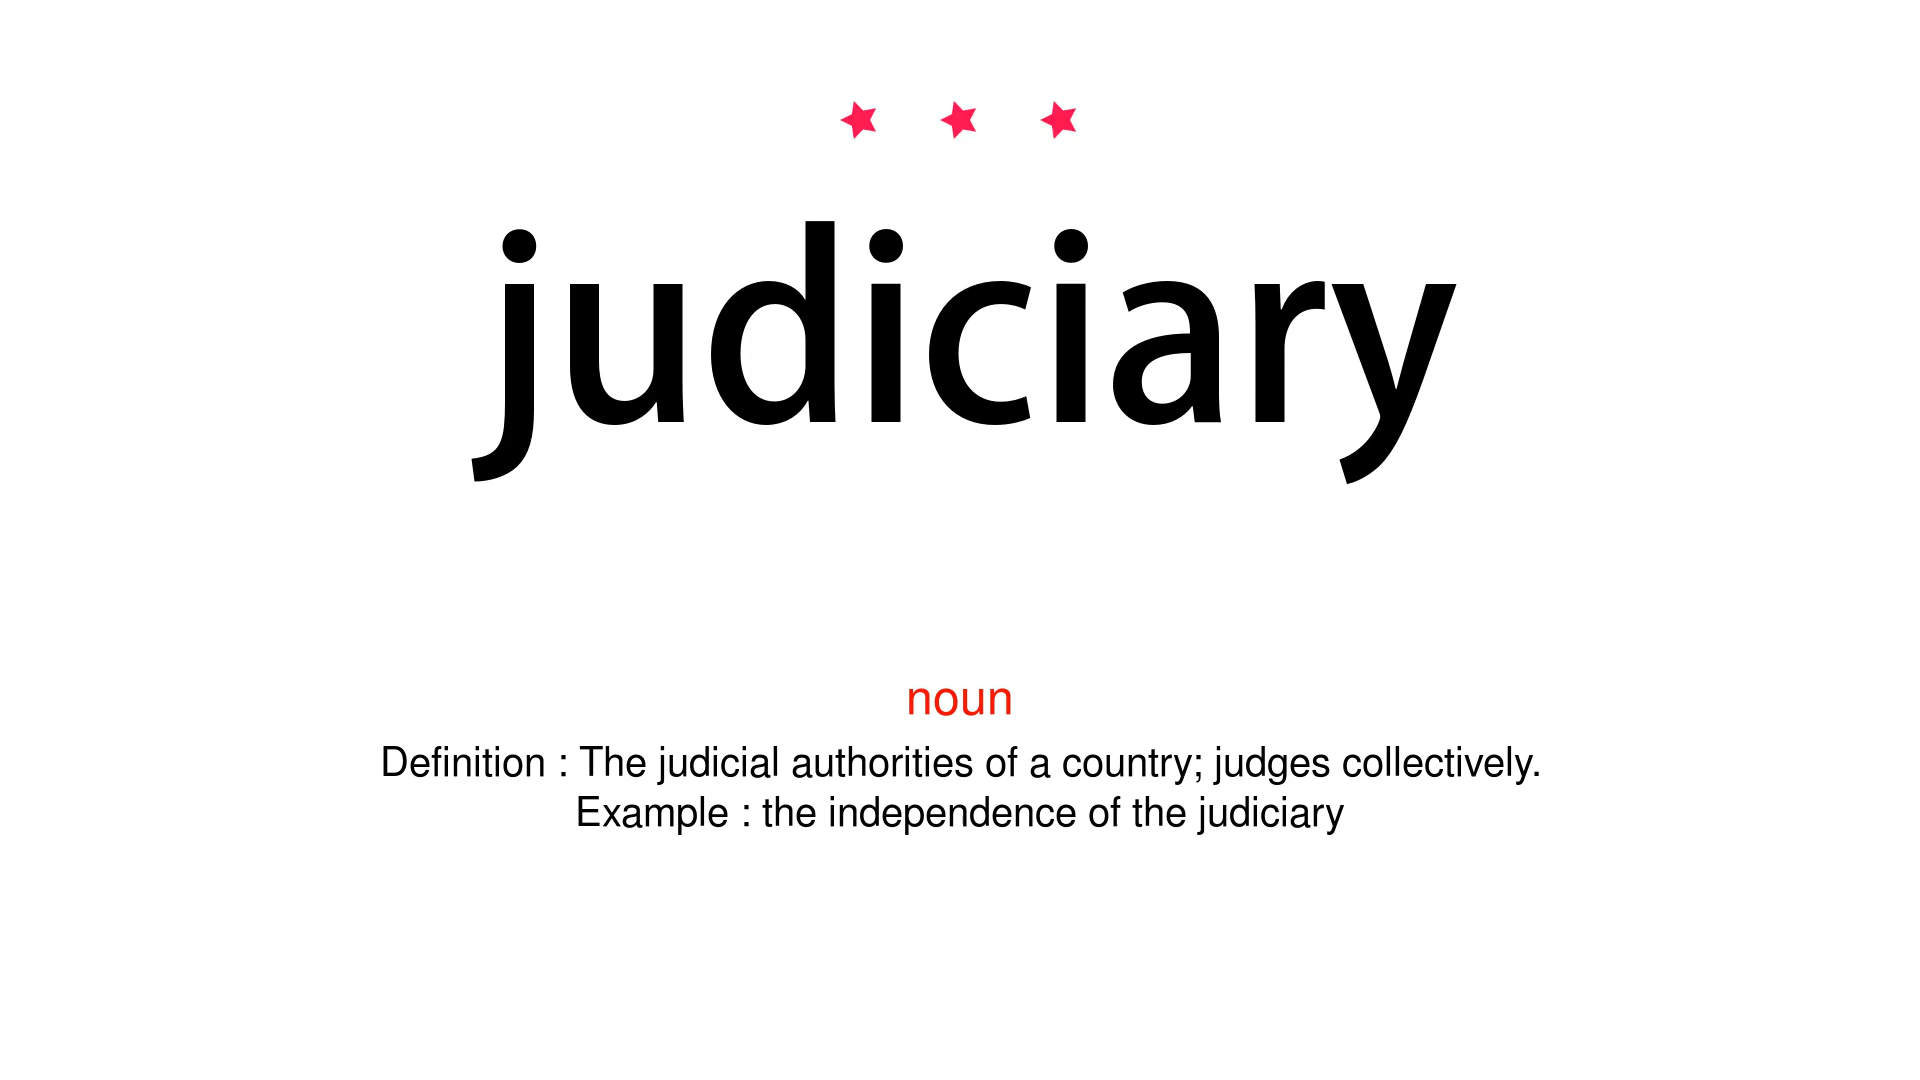 judiciary
noun
Definition : The judicial authorities of a country; judges collectively.
Example : the independence of the judiciary